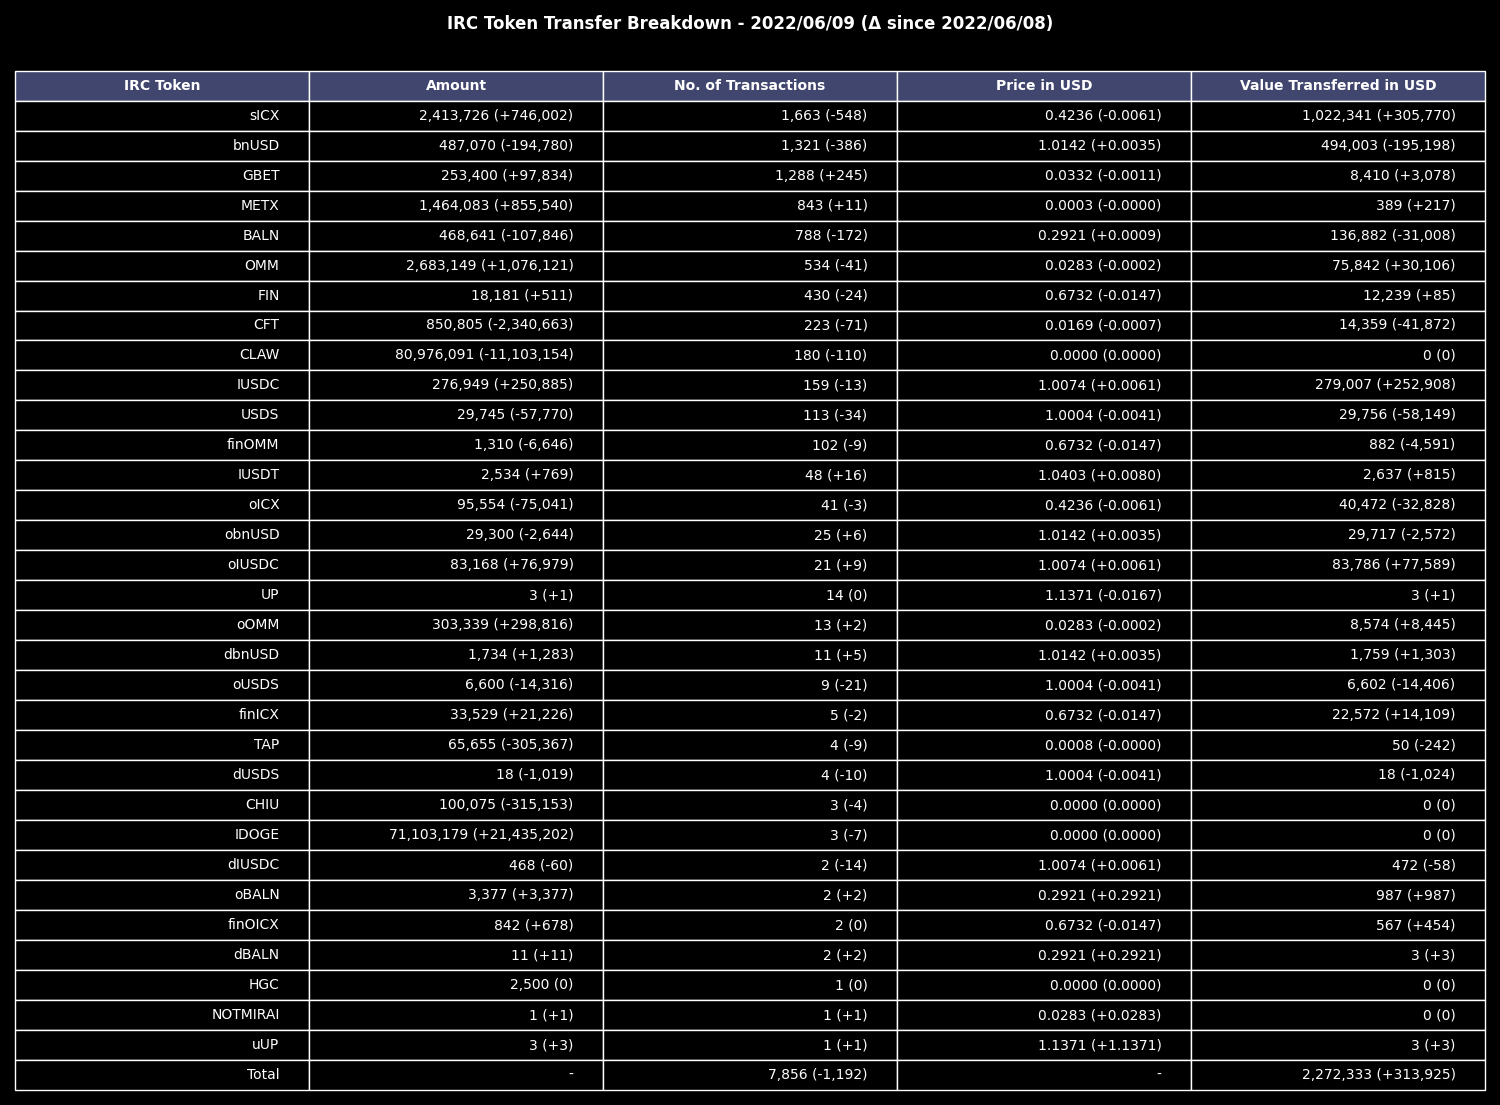 IRC Token Transfer Breakdown - 2022/06/09 (Δ since 2022/06/08)
IRC Token Amount No. of Transactions Price in USD Value Transferred in USD
sICX 2,413,726 (+746,002) 1,663 (-548) 0.4236 (-0.0061) 1,022,341 (+305,770)
bnUSD 487,070 (-194,780) 1,321 (-386) 1.0142 (+0.0035) 494,003 (-195,198)
GBET 253,400 (+97,834) 1,288 (+245) 0.0332 (-0.0011) 8,410 (+3,078)
METX 1,464,083 (+855,540) 843 (+11) 0.0003 (-0.0000) 389 (+217)
BALN 468,641 (-107,846) 788 (-172) 0.2921 (+0.0009) 136,882 (-31,008)
OMM 2,683,149 (+1,076,121) 534 (-41) 0.0283 (-0.0002) 75,842 (+30,106)
FIN 18,181 (+511) 430 (-24) 0.6732 (-0.0147) 12,239 (+85)
CFT 850,805 (-2,340,663) 223 (-71) 0.0169 (-0.0007) 14,359 (-41,872)
CLAW 80,976,091 (-11,103,154) 180 (-110) 0.0000 (0.0000) 0 (0)
IUSDC 276,949 (+250,885) 159 (-13) 1.0074 (+0.0061) 279,007 (+252,908)
USDS 29,745 (-57,770) 113 (-34) 1.0004 (-0.0041) 29,756 (-58,149)
finOMM 1,310 (-6,646) 102 (-9) 0.6732 (-0.0147) 882 (-4,591)
IUSDT 2,534 (+769) 48 (+16) 1.0403 (+0.0080) 2,637 (+815)
oICX 95,554 (-75,041) 41 (-3) 0.4236 (-0.0061) 40,472 (-32,828)
obnUSD 29,300 (-2,644) 25 (+6) 1.0142 (+0.0035) 29,717 (-2,572)
oIUSDC 83,168 (+76,979) 21 (+9) 1.0074 (+0.0061) 83,786 (+77,589)
UP 3 (+1) 14 (0) 1.1371 (-0.0167) 3 (+1)
oOMM 303,339 (+298,816) 13 (+2) 0.0283 (-0.0002) 8,574 (+8,445)
dbnUSD 1,734 (+1,283) 11 (+5) 1.0142 (+0.0035) 1,759 (+1,303)
oUSDS 6,600 (-14,316) 9 (-21) 1.0004 (-0.0041) 6,602 (-14,406)
finICX 33,529 (+21,226) 5 (-2) 0.6732 (-0.0147) 22,572 (+14,109)
TAP 65,655 (-305,367) 4 (-9) 0.0008 (-0.0000) 50 (-242)
dUSDS 18 (-1,019) 4 (-10) 1.0004 (-0.0041) 18 (-1,024)
CHIU 100,075 (-315,153) 3 (-4) 0.0000 (0.0000) 0 (0)
IDOGE 71,103,179 (+21,435,202) 3 (-7) 0.0000 (0.0000) 0 (0)
dIUSDC 468 (-60) 2 (-14) 1.0074 (+0.0061) 472 (-58)
oBALN 3,377 (+3,377) 2 (+2) 0.2921 (+0.2921) 987 (+987)
finOICX 842 (+678) 2 (0) 0.6732 (-0.0147) 567 (+454)
dBALN 11 (+11) 2 (+2) 0.2921 (+0.2921) 3 (+3)
HGC 2,500 (0) 1 (0) 0.0000 (0.0000) 0 (0)
NOTMIRAI 1 (+1) 1 (+1) 0.0283 (+0.0283) 0 (0)
uUP 3 (+3) 1 (+1) 1.1371 (+1.1371) 3 (+3)
Total - 7,856 (-1,192) - 2,272,333 (+313,925)